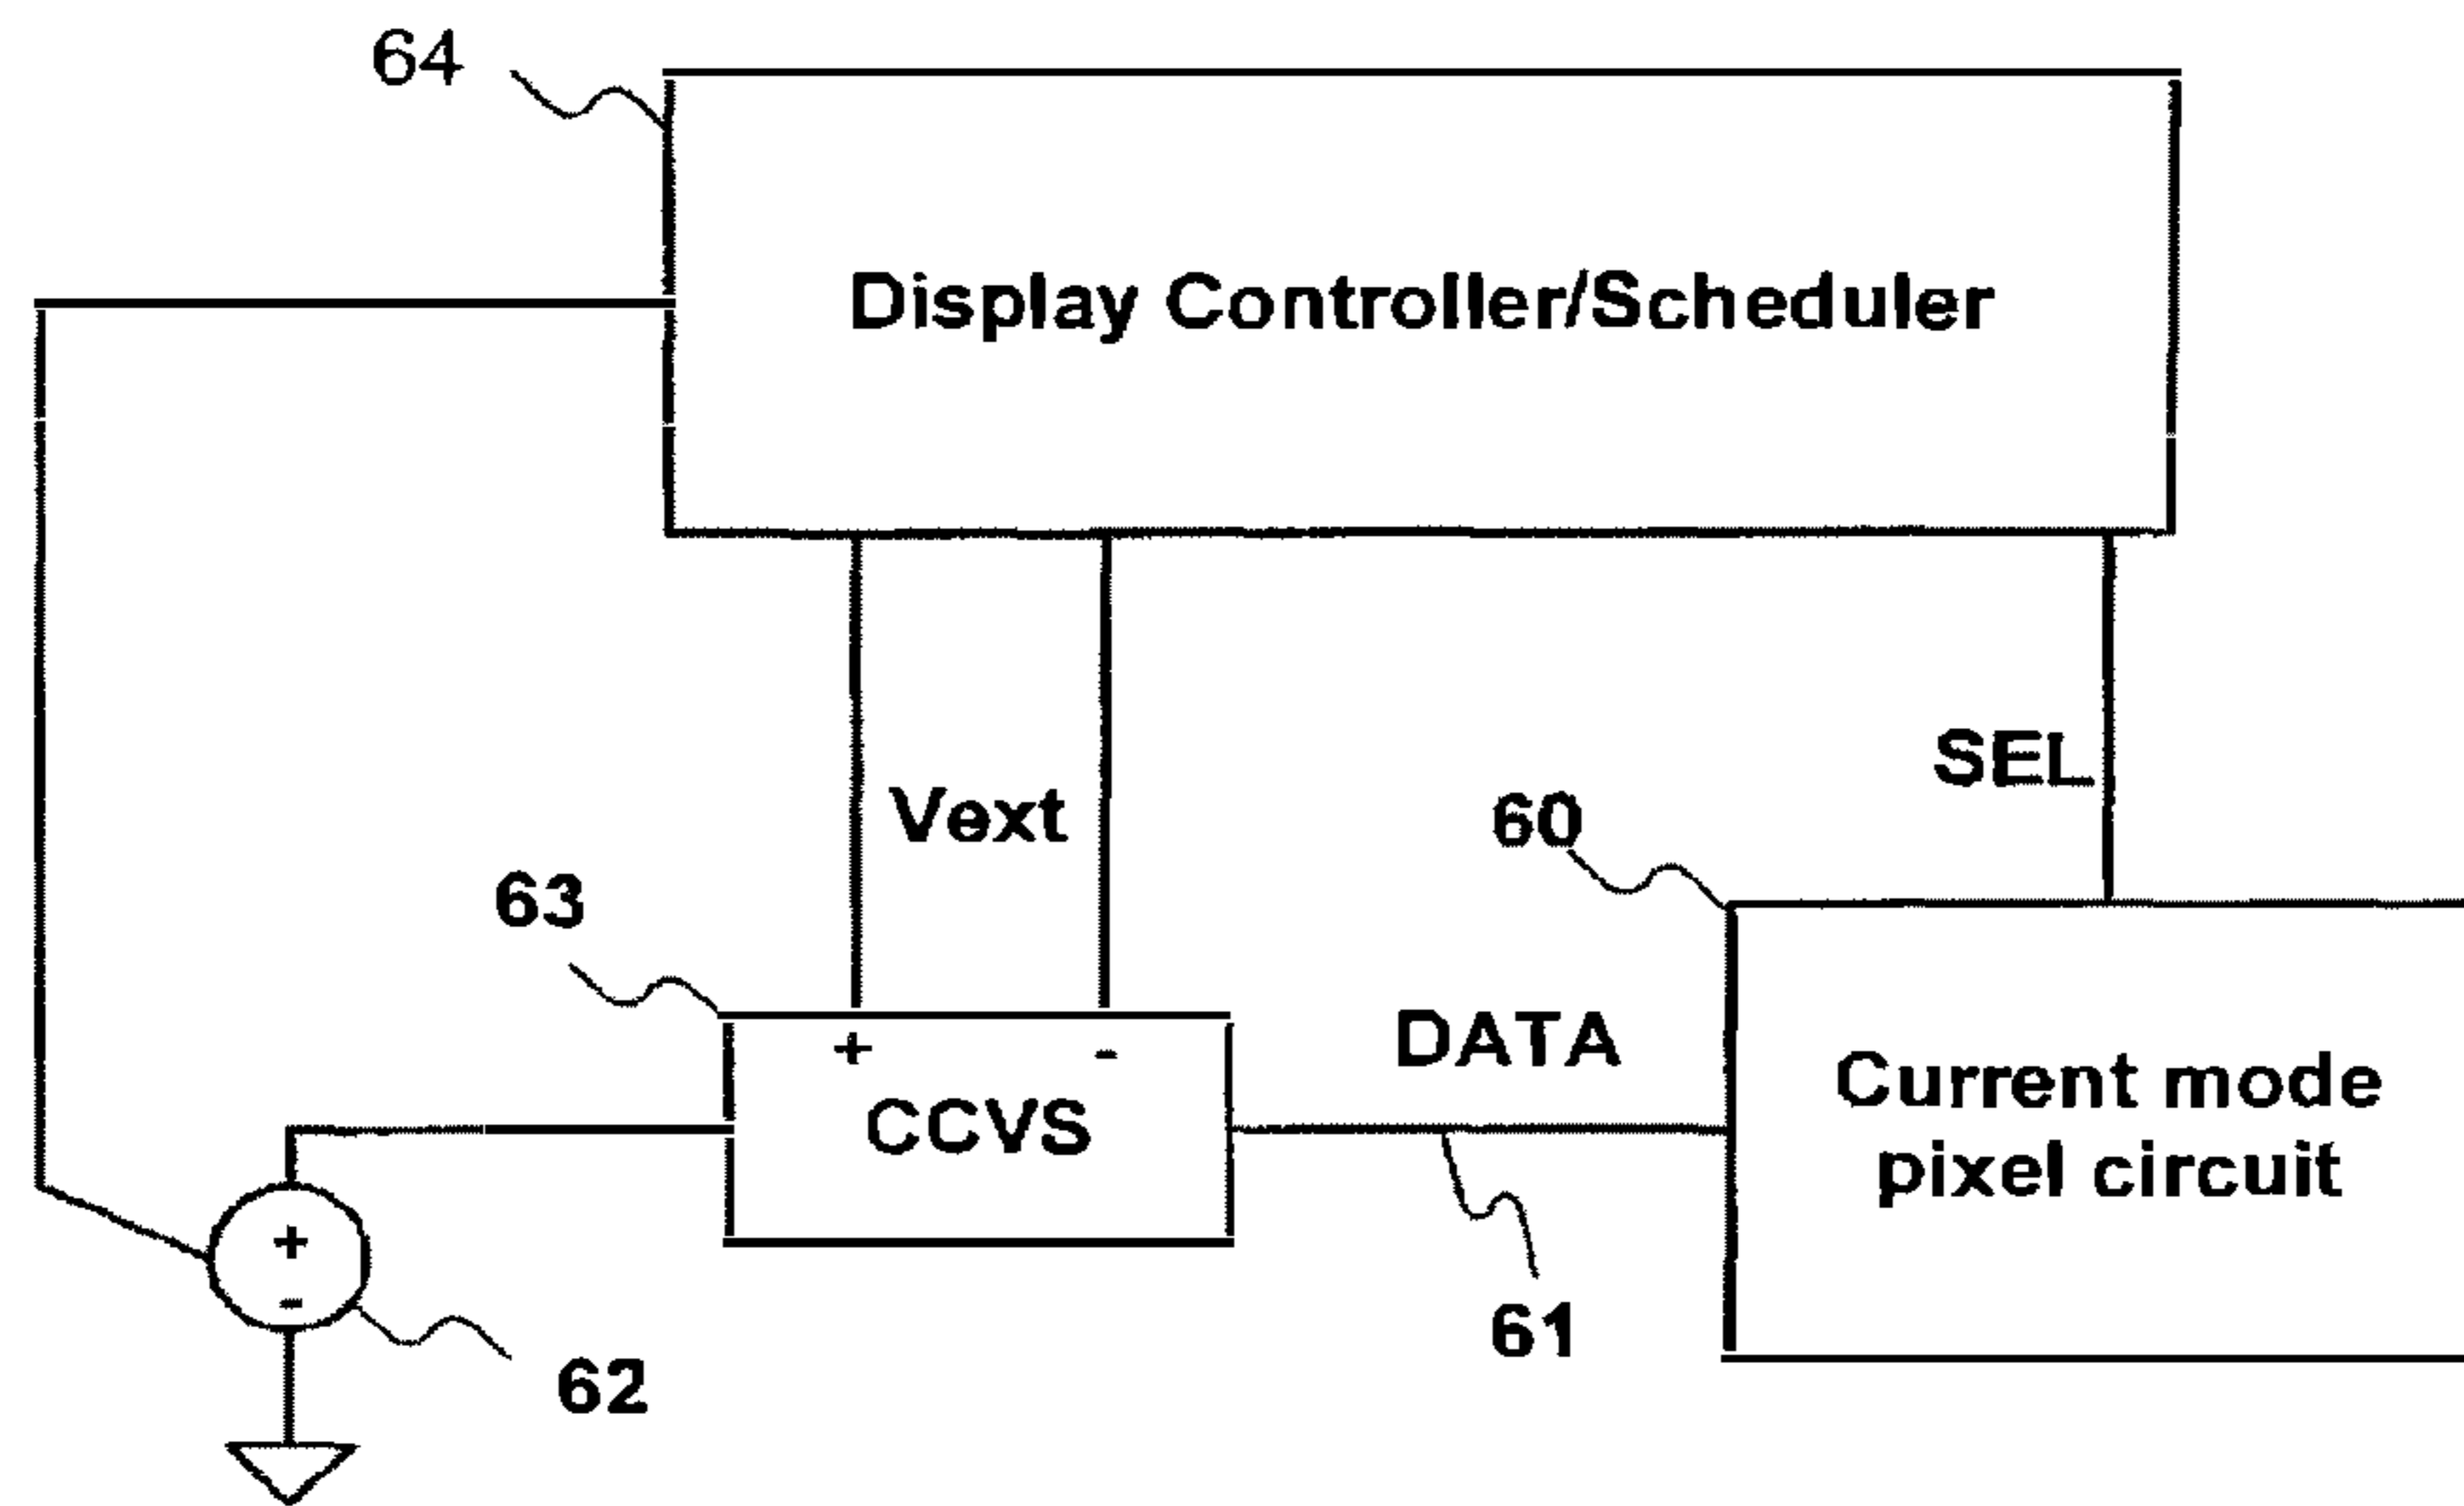 64
Display Controller/Scheduler
SEL
Vext
60
63
DATA
+ -
CCVS
Current mode
pixel circuit
+
-
61
62